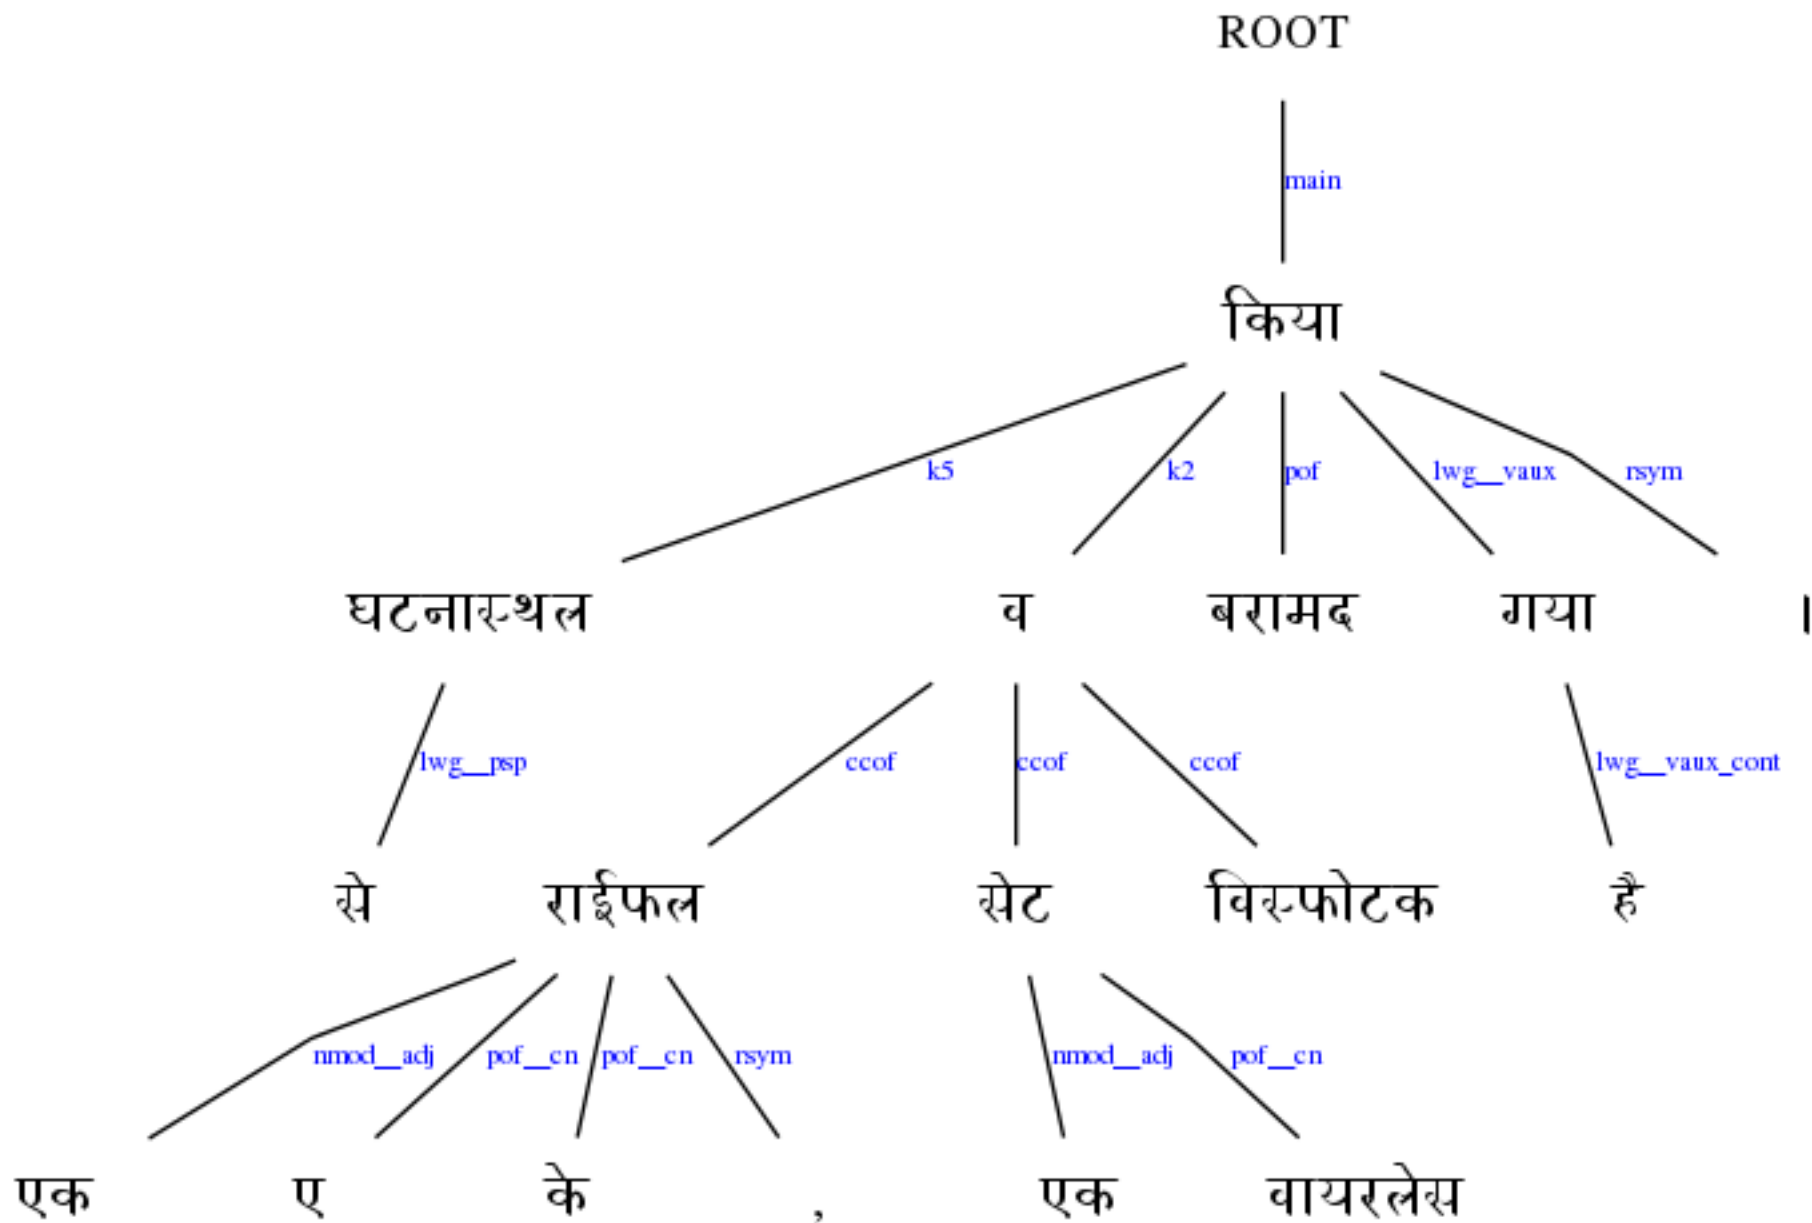 ROOT
main
किया
k5 k2 pof lwg__vaux rsym
घटनास्थल व बरामद गया ।
lwg__psp ccof ccof ccof lwg__vaux_cont
से राईफल सेट विस्फोटक है
nmod__adj pof__cn pof__cn rsym nmod__adj pof__cn
एक ए के , एक वायरलेस